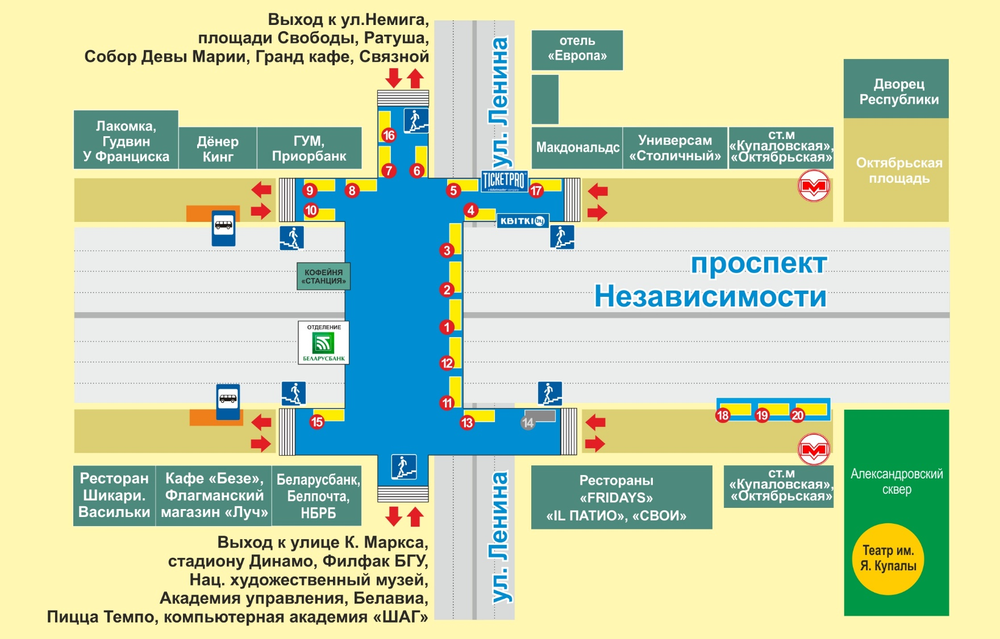 Выход к ул.Немига,
площади Свободы, Ратуша,
Собор Девы Марии, Гранд кафе, Связной
ул. Ленина
отель
«Европа»
Дворец
Республики
Лакомка,
Гудвин
У Франциска
Дёнер
Кинг
ГУМ,
Приорбанк
Макдональдс
Универсам
«Столичный»
ст.м
«Купаловская»,
«Октябрьская»
Октябрьская
площадь
16
7
6
9
8
5
TICKETPRO
a ticketmaster company
17
10
4
КВІТКІ by
3
проспект
Независимости
КОФЕЙНЯ
«СТАНЦИЯ»
2
1
ОТДЕЛЕНИЕ
БЕЛАРУСБАНК
12
11
15
13
14
18
19
20
Ресторан
Шикари.
Васильки
Кафе «Безе»,
Флагманский
магазин «Луч»
Беларусбанк,
Белпочта,
НБРБ
ул. Ленина
Рестораны
«FRIDAYS»
«IL ПАТИО», «СВОИ»
ст.м
«Купаловская»,
«Октябрьская»
Александровский
сквер
Театр им.
Я. Купалы
Выход к улице К. Маркса,
стадиону Динамо, Филфак БГУ,
Нац. художественный музей,
Академия управления, Белавиа,
Пицца Темпо, компьютерная академия «ШАГ»